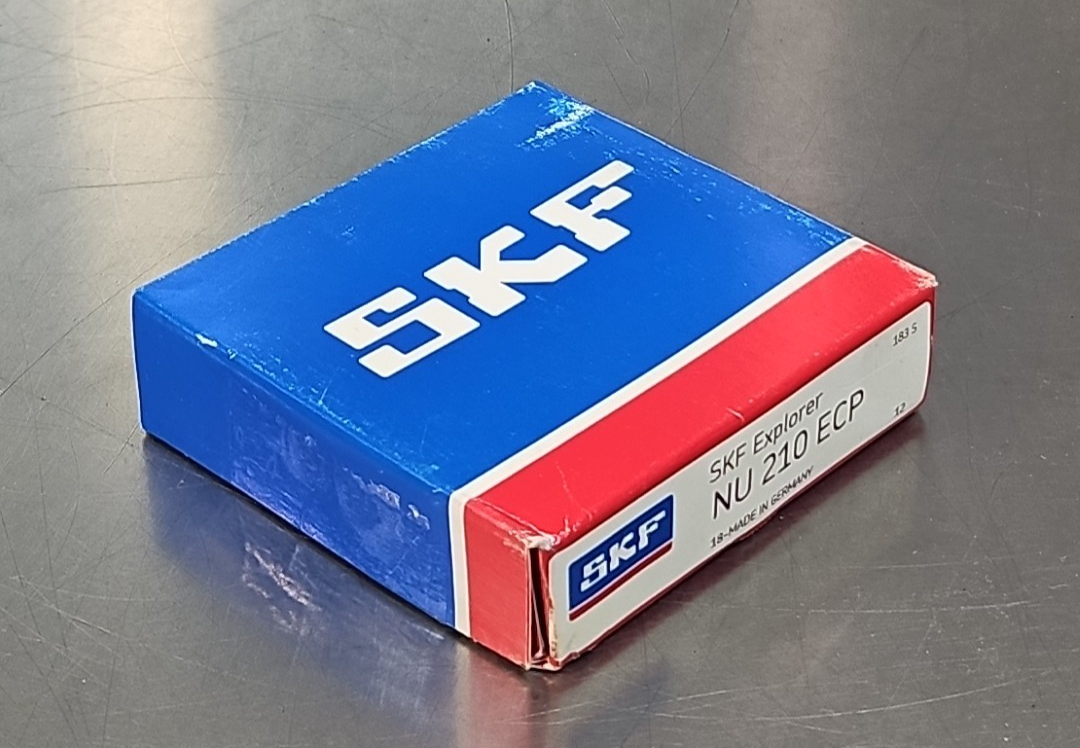 SKF
SKF
SKF Explorer
NU 210 ECP
18-MADE IN GERMANY
183 S
12